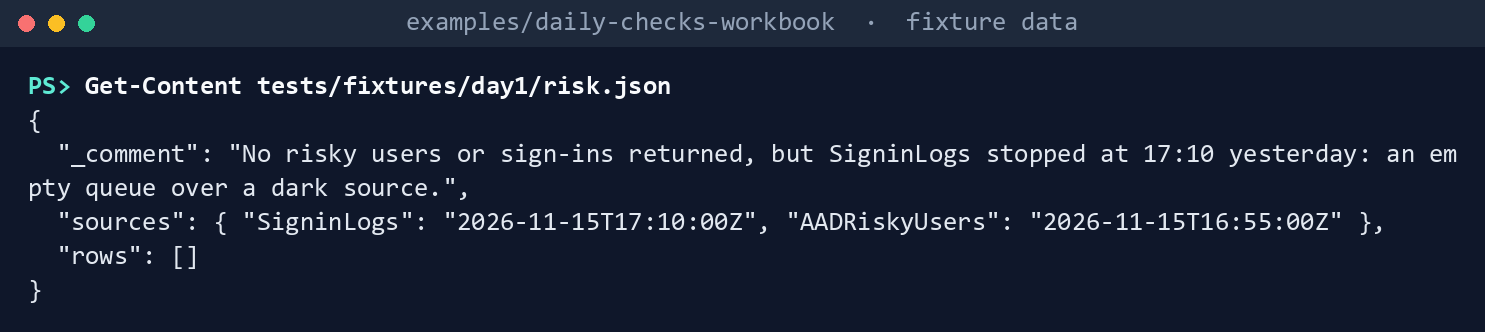 examples/daily-checks-workbook · fixture data
PS> Get-Content tests/fixtures/day1/risk.json
{
  "_comment": "No risky users or sign-ins returned, but SigninLogs stopped at 17:10 yesterday: an em
pty queue over a dark source.",
  "sources": { "SigninLogs": "2026-11-15T17:10:00Z", "AADRiskyUsers": "2026-11-15T16:55:00Z" },
  "rows": []
}